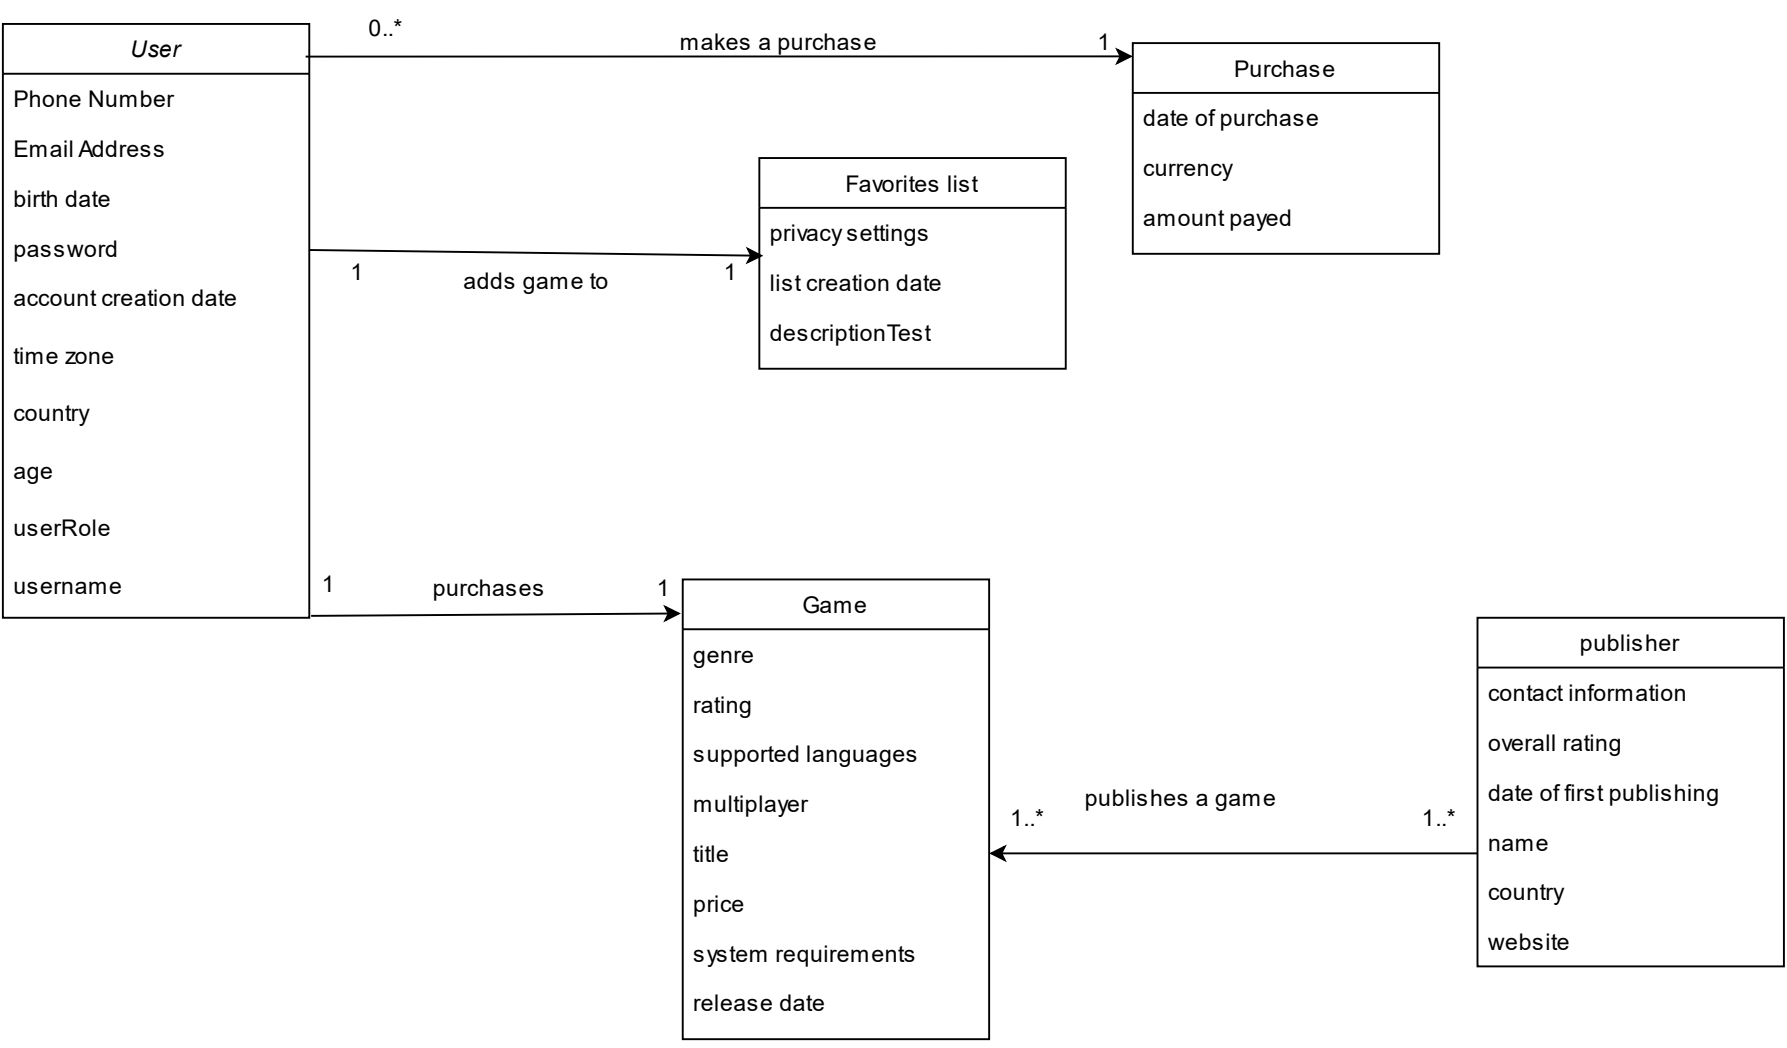 User
Phone Number
Email Address
birth date
password
account creation date
time zone
country
age
userRole
username
0..*
makes a purchase
1
Purchase
date of purchase
currency
amount payed
1
adds game to
1
Favorites list
privacy settings
list creation date
descriptionTest
1
purchases
1
Game
genre
rating
supported languages
multiplayer
title
price
system requirements
release date
1..*
publishes a game
1..*
publisher
contact information
overall rating
date of first publishing
name
country
website